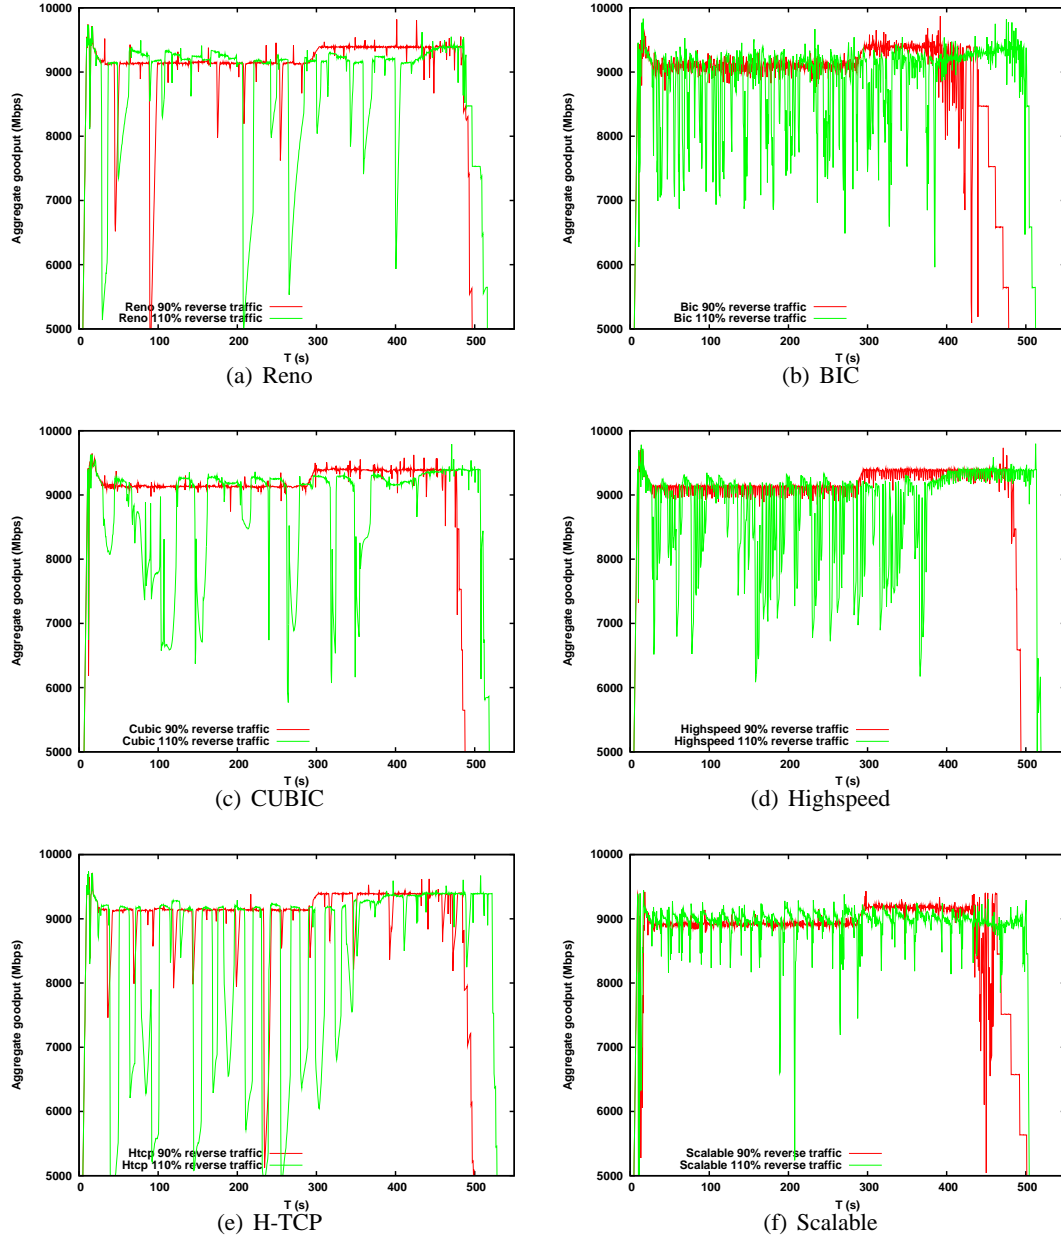 10000
9000
8000
7000
6000
5000
0 100 200 300 400 500
Aggregate goodput (Mbps)
T (s)
Reno 90% reverse traffic
Reno 110% reverse traffic
(a) Reno
10000
9000
8000
7000
6000
5000
0 100 200 300 400 500
Aggregate goodput (Mbps)
T (s)
Bic 90% reverse traffic
Bic 110% reverse traffic
(b) BIC
10000
9000
8000
7000
6000
5000
0 100 200 300 400 500
Aggregate goodput (Mbps)
T (s)
Cubic 90% reverse traffic
Cubic 110% reverse traffic
(c) CUBIC
10000
9000
8000
7000
6000
5000
0 100 200 300 400 500
Aggregate goodput (Mbps)
T (s)
Highspeed 90% reverse traffic
Highspeed 110% reverse traffic
(d) Highspeed
10000
9000
8000
7000
6000
5000
0 100 200 300 400 500
Aggregate goodput (Mbps)
T (s)
Htcp 90% reverse traffic
Htcp 110% reverse traffic
(e) H-TCP
10000
9000
8000
7000
6000
5000
0 100 200 300 400 500
Aggregate goodput (Mbps)
T (s)
Scalable 90% reverse traffic
Scalable 110% reverse traffic
(f) Scalable